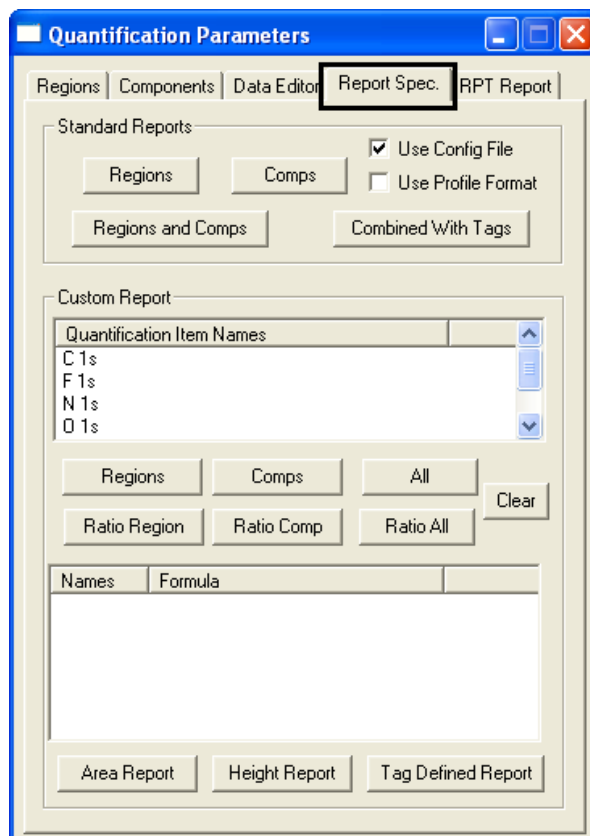 Quantification Parameters
Regions Components Data Editor Report Spec. RPT Report
Standard Reports
Use Config File
Regions Comps
Use Profile Format
Regions and Comps Combined With Tags
Custom Report
Quantification Item Names
C 1s
F 1s
N 1s
O 1s
Regions Comps All
Clear
Ratio Region Ratio Comp Ratio All
Names Formula
Area Report Height Report Tag Defined Report